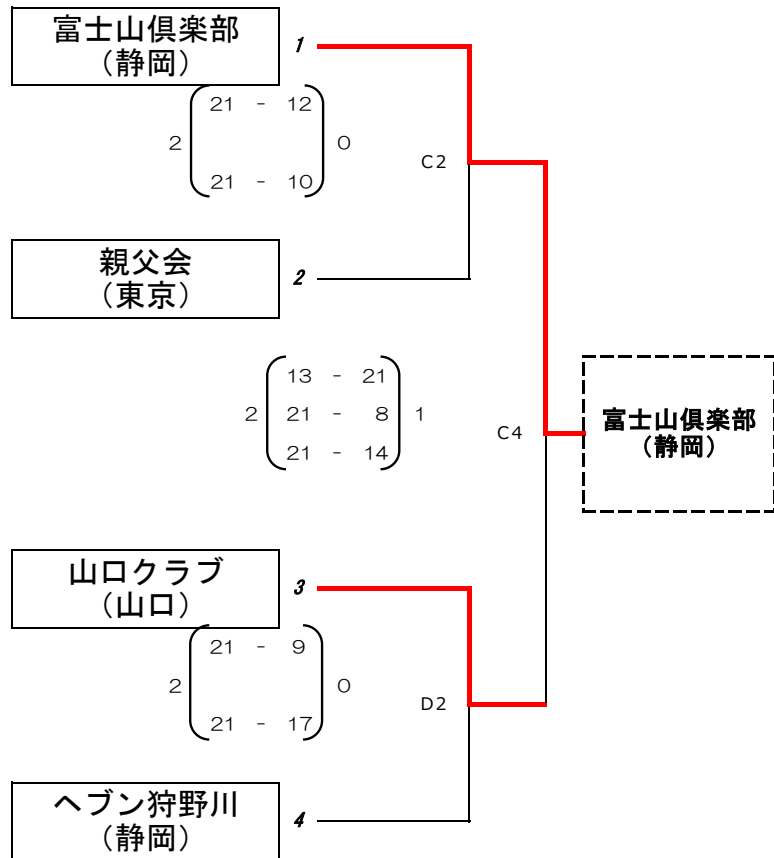 富士山倶楽部
（静岡）
1
21 - 12
2 0
21 - 10
C2
親父会
（東京）
2
13 - 21
2 21 - 8 1
21 - 14
C4
富士山倶楽部
（静岡）
山口クラブ
（山口）
3
21 - 9
2 0
21 - 17
D2
ヘブン狩野川
（静岡）
4